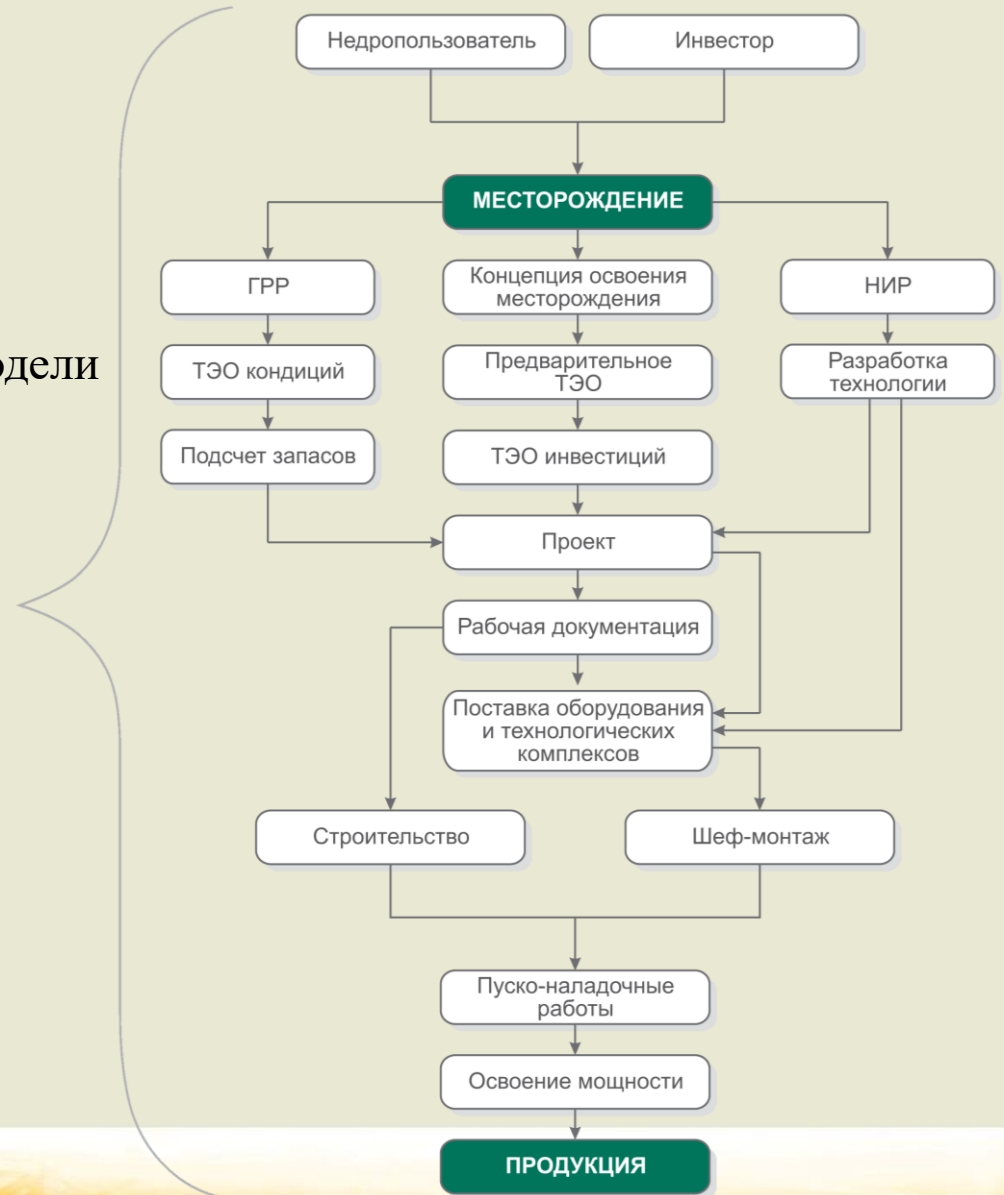 Недропользователь
Инвестор
МЕСТОРОЖДЕНИЕ
ГРР
Концепция освоения
месторождения
НИР
одели
ТЭО кондиций
Предварительное
ТЭО
Разработка
технологии
Подсчет запасов
ТЭО инвестиций
Проект
Рабочая документация
Поставка оборудования
и технологических
комплексов
Строительство
Шеф-монтаж
Пуско-наладочные
работы
Освоение мощности
ПРОДУКЦИЯ